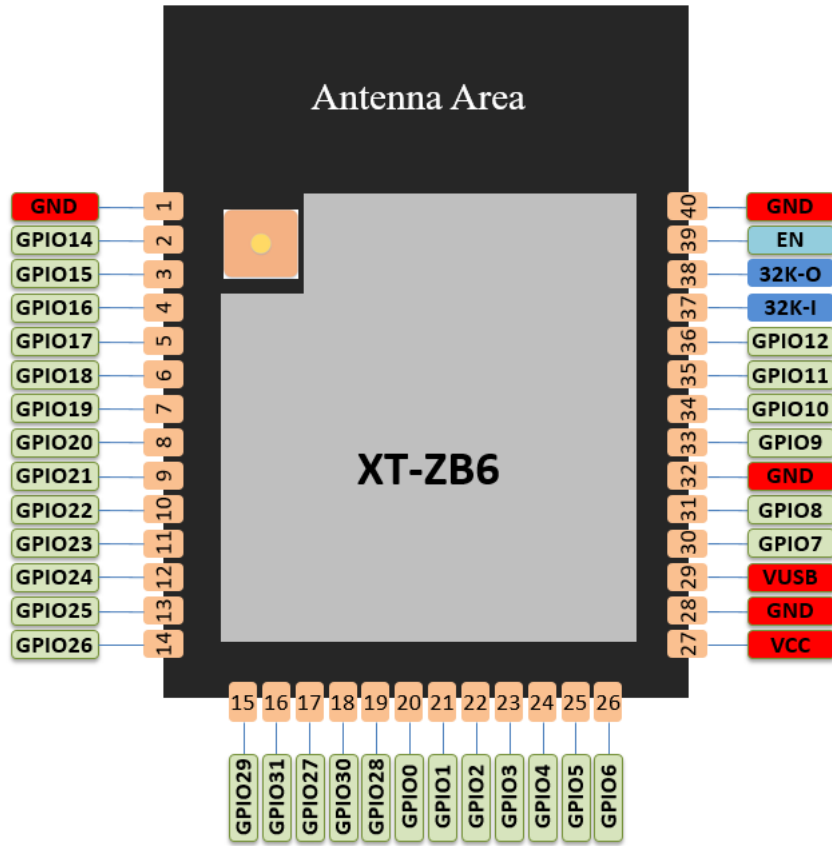 Antenna Area
GND 1
GPIO14 2
GPIO15 3
GPIO16 4
GPIO17 5
GPIO18 6
GPIO19 7
GPIO20 8
GPIO21 9
GPIO22 10
GPIO23 11
GPIO24 12
GPIO25 13
GPIO26 14
XT-ZB6
40 GND
39 EN
38 32K-O
37 32K-I
36 GPIO12
35 GPIO11
34 GPIO10
33 GPIO9
32 GND
31 GPIO8
30 GPIO7
29 VUSB
28 GND
27 VCC
15 GPIO29
16 GPIO31
17 GPIO27
18 GPIO30
19 GPIO28
20 GPIO0
21 GPIO1
22 GPIO2
23 GPIO3
24 GPIO4
25 GPIO5
26 GPIO6